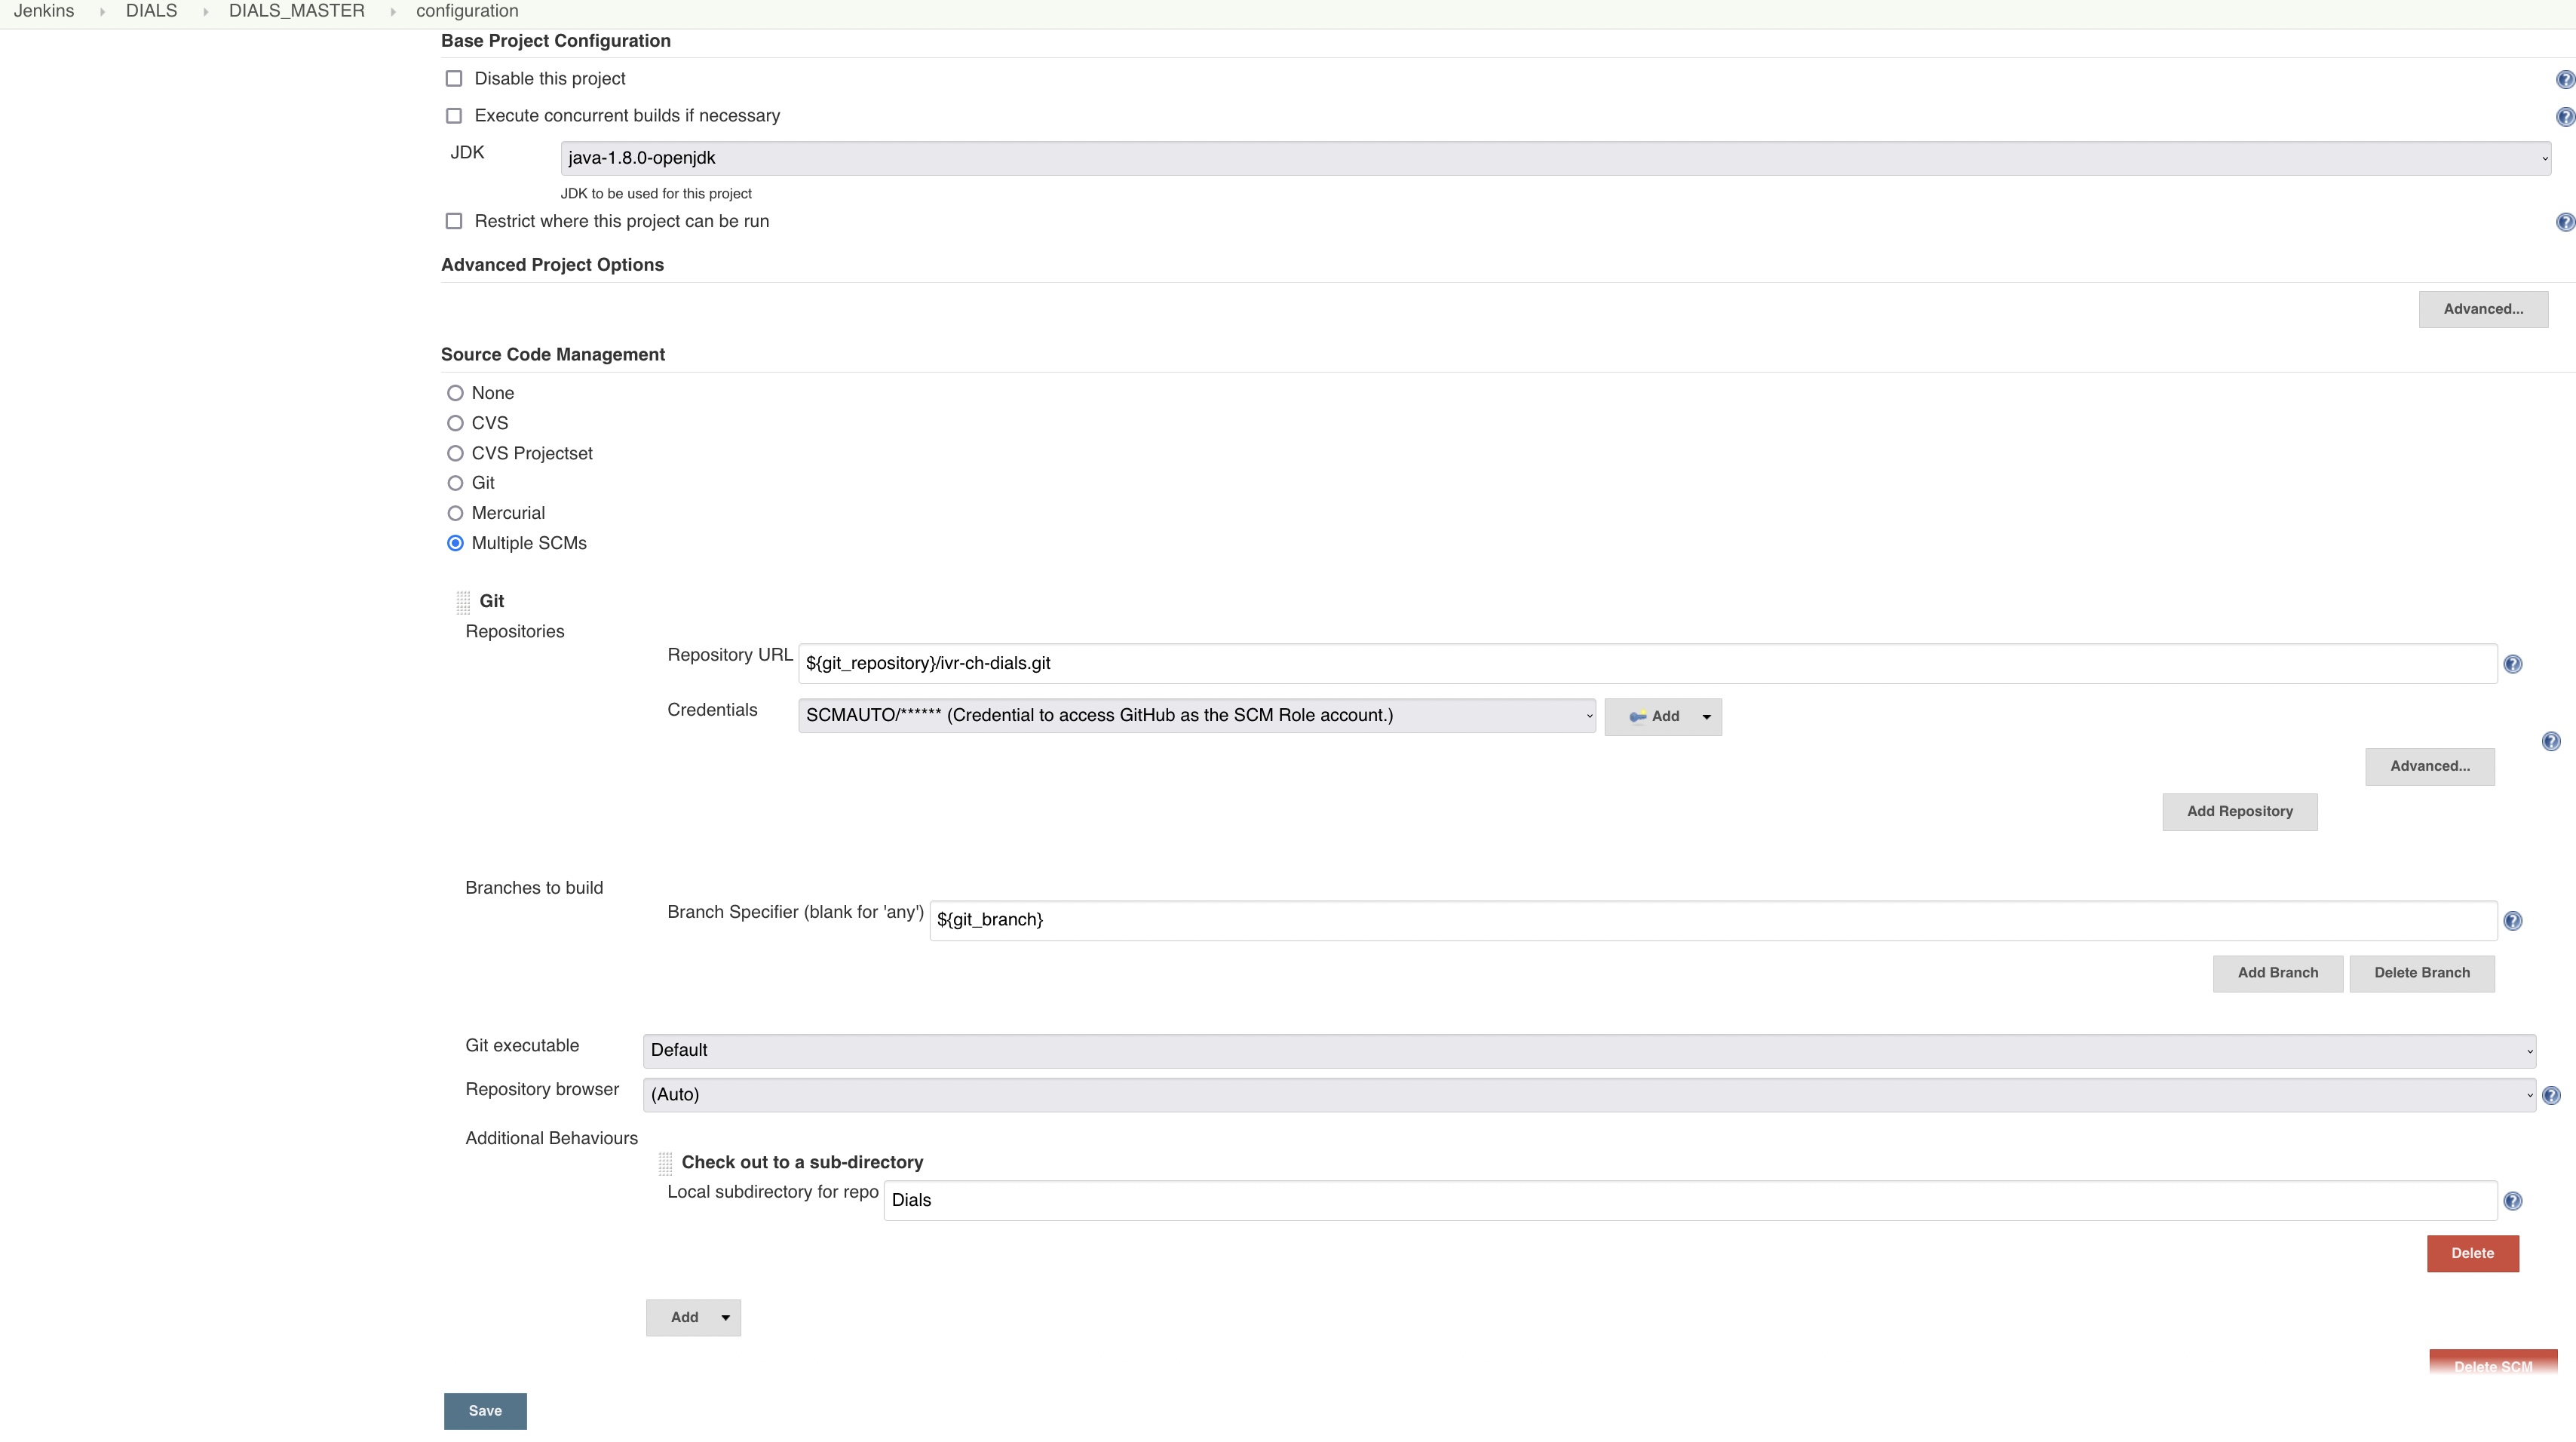 Jenkins DIALS DIALS_MASTER configuration
Base Project Configuration
Disable this project
Execute concurrent builds if necessary
JDK java-1.8.0-openjdk
JDK to be used for this project
Restrict where this project can be run
Advanced Project Options
Advanced...
Source Code Management
None
CVS
CVS Projectset
Git
Mercurial
Multiple SCMs
Git
Repositories
Repository URL ${git_repository}/ivr-ch-dials.git
Credentials SCMAUTO/****** (Credential to access GitHub as the SCM Role account.) Add
Advanced...
Add Repository
Branches to build
Branch Specifier (blank for 'any') ${git_branch}
Add Branch Delete Branch
Git executable Default
Repository browser (Auto)
Additional Behaviours
Check out to a sub-directory
Local subdirectory for repo Dials
Delete
Add
Delete SCM
Save